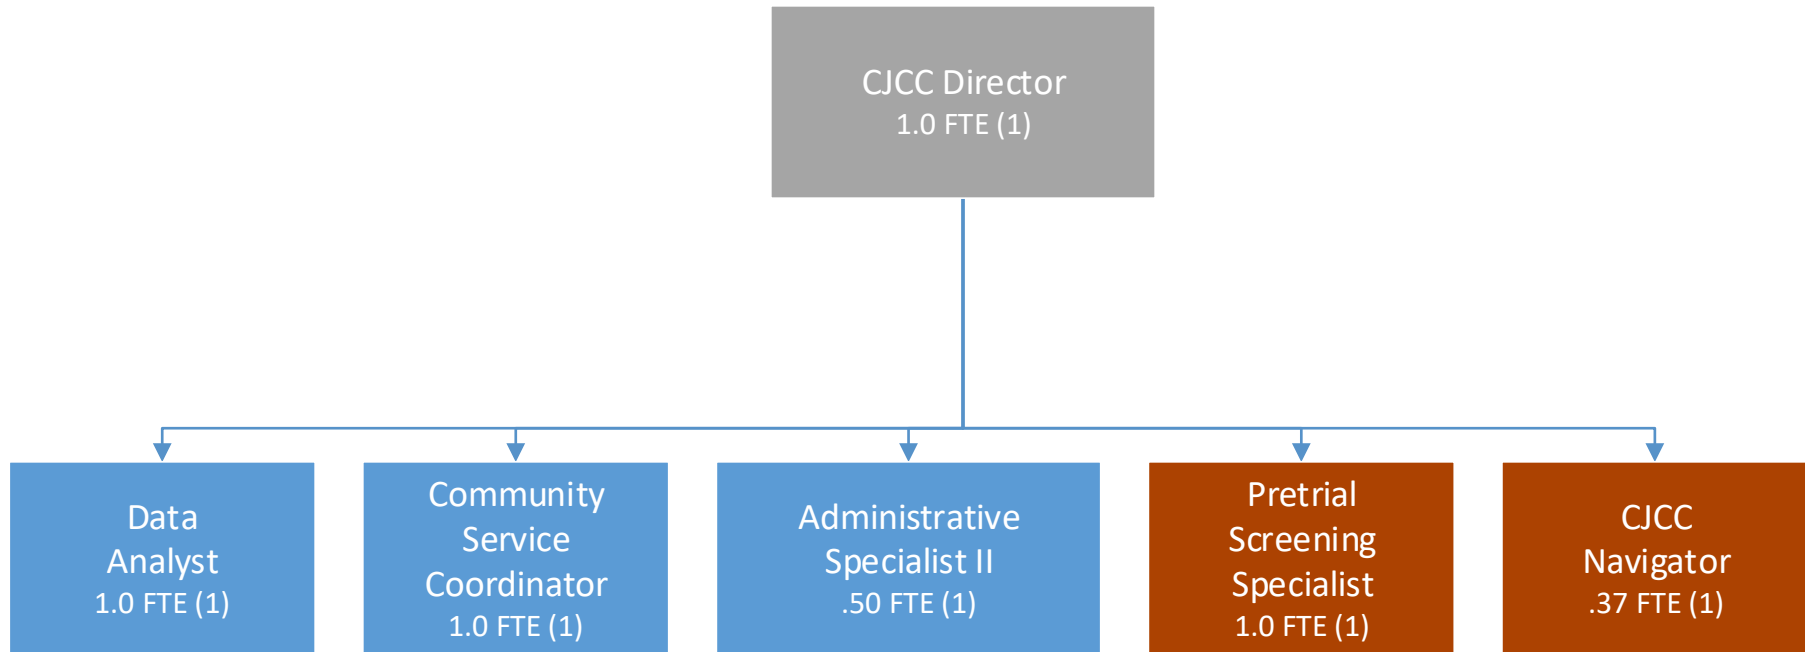 CJCC Director
1.0 FTE (1)
Data
Analyst
1.0 FTE (1)
Community
Service
Coordinator
1.0 FTE (1)
Administrative
Specialist II
.50 FTE (1)
Pretrial
Screening
Specialist
1.0 FTE (1)
CJCC
Navigator
.37 FTE (1)